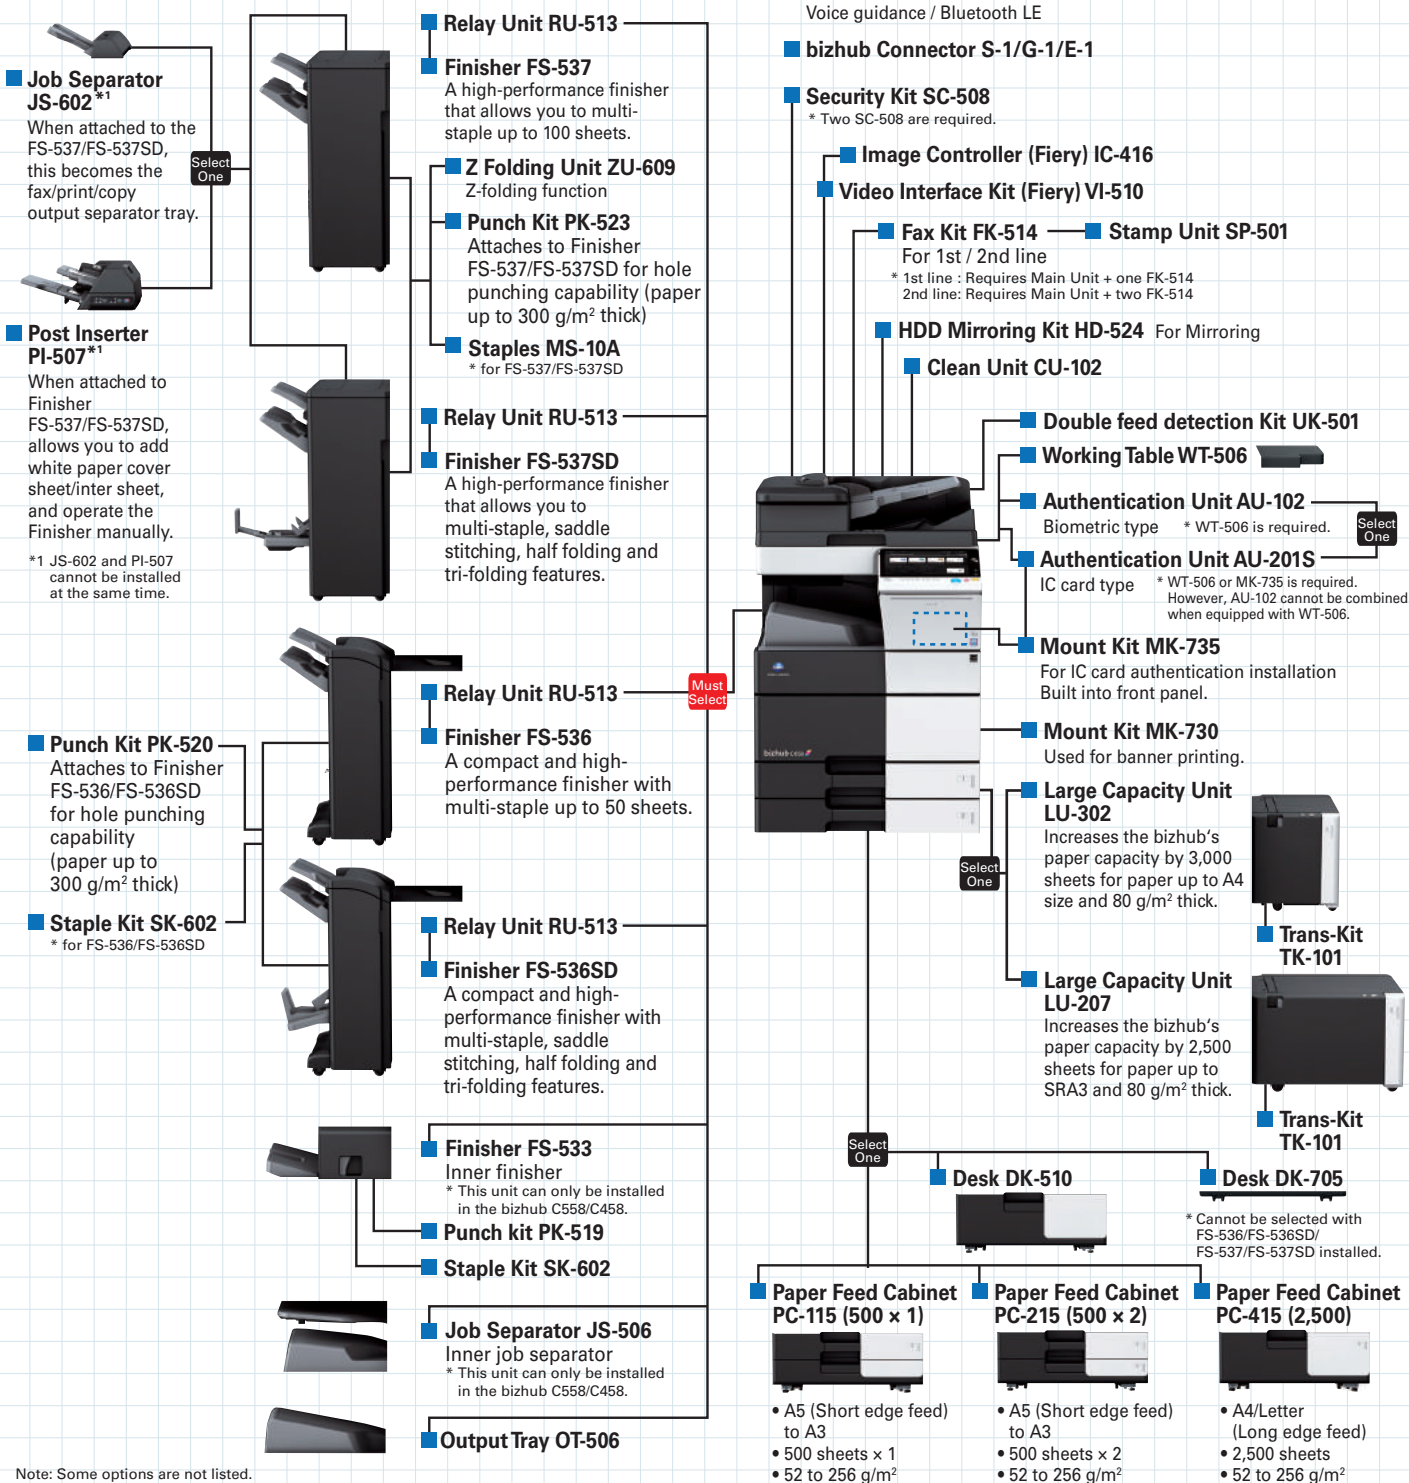 Relay Unit RU-513
Finisher FS-537
A high-performance finisher
that allows you to multi-
staple up to 100 sheets.
Job Separator
JS-602*1
When attached to the
FS-537/FS-537SD,
this becomes the
fax/print/copy
output separator tray.
Select
One
Z Folding Unit ZU-609
Z-folding function
Punch Kit PK-523
Attaches to Finisher
FS-537/FS-537SD for hole
punching capability (paper
up to 300 g/m² thick)
Staples MS-10A
* for FS-537/FS-537SD
Post Inserter
PI-507*1
When attached to
Finisher
FS-537/FS-537SD,
allows you to add
white paper cover
sheet/inter sheet,
and operate the
Finisher manually.
*1 JS-602 and PI-507
cannot be installed
at the same time.
Relay Unit RU-513
Finisher FS-537SD
A high-performance finisher
that allows you to
multi-staple, saddle
stitching, half folding and
tri-folding features.
Relay Unit RU-513
Must
Select
Finisher FS-536
A compact and high-
performance finisher with
multi-staple up to 50 sheets.
Punch Kit PK-520
Attaches to Finisher
FS-536/FS-536SD
for hole punching
capability
(paper up to
300 g/m² thick)
Staple Kit SK-602
* for FS-536/FS-536SD
Relay Unit RU-513
Finisher FS-536SD
A compact and high-
performance finisher with
multi-staple, saddle
stitching, half folding and
tri-folding features.
Finisher FS-533
Inner finisher
* This unit can only be installed
in the bizhub C558/C458.
Punch kit PK-519
Staple Kit SK-602
Job Separator JS-506
Inner job separator
* This unit can only be installed
in the bizhub C558/C458.
Output Tray OT-506
Note: Some options are not listed.
Voice guidance / Bluetooth LE
bizhub Connector S-1/G-1/E-1
Security Kit SC-508
* Two SC-508 are required.
Image Controller (Fiery) IC-416
Video Interface Kit (Fiery) VI-510
Fax Kit FK-514
Stamp Unit SP-501
For 1st / 2nd line
* 1st line : Requires Main Unit + one FK-514
2nd line: Requires Main Unit + two FK-514
HDD Mirroring Kit HD-524 For Mirroring
Clean Unit CU-102
Double feed detection Kit UK-501
Working Table WT-506
Authentication Unit AU-102
Biometric type * WT-506 is required.
Select
One
Authentication Unit AU-201S
IC card type * WT-506 or MK-735 is required.
However, AU-102 cannot be combined
when equipped with WT-506.
Mount Kit MK-735
For IC card authentication installation
Built into front panel.
Mount Kit MK-730
Used for banner printing.
bizhub
Select
One
Large Capacity Unit
LU-302
Increases the bizhub's
paper capacity by 3,000
sheets for paper up to A4
size and 80 g/m² thick.
Trans-Kit
TK-101
Large Capacity Unit
LU-207
Increases the bizhub's
paper capacity by 2,500
sheets for paper up to
SRA3 and 80 g/m² thick.
Trans-Kit
TK-101
Select
One
Desk DK-510
Desk DK-705
* Cannot be selected with
FS-536/FS-536SD/
FS-537/FS-537SD installed.
Paper Feed Cabinet
PC-115 (500 × 1)
• A5 (Short edge feed)
to A3
• 500 sheets × 1
• 52 to 256 g/m²
Paper Feed Cabinet
PC-215 (500 × 2)
• A5 (Short edge feed)
to A3
• 500 sheets × 2
• 52 to 256 g/m²
Paper Feed Cabinet
PC-415 (2,500)
• A4/Letter
(Long edge feed)
• 2,500 sheets
• 52 to 256 g/m²